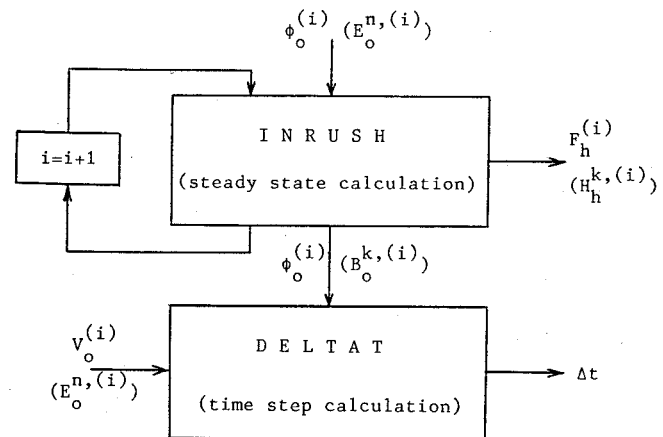 ϕ_o^(i) (E_o^n,(i))
I N R U S H
(steady state calculation)
i=i+1
F_h^(i)
(H_h^k,(i))
ϕ_o^(i) (B_o^k,(i))
V_o^(i)
(E_o^n,(i))
D E L T A T
(time step calculation)
Δt